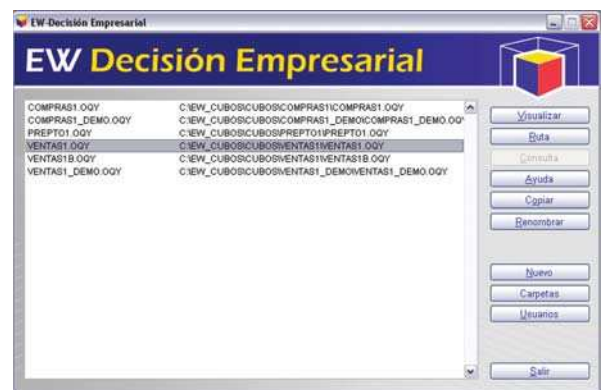 EW-Decisión Empresarial
EW Decisión Empresarial
COMPRAS1.OQY C:\EW_CUBOS\CUBOS\COMPRAS1\COMPRAS1.OQY
COMPRAS1_DEMO.OQY C:\EW_CUBOS\CUBOS\COMPRAS1_DEMO\COMPRAS1_DEMO.OQY
PREPTO1.OQY C:\EW_CUBOS\CUBOS\PREPTO1\PREPTO1.OQY
VENTAS1.OQY C:\EW_CUBOS\CUBOS\VENTAS1\VENTAS1.OQY
VENTAS1B.OQY C:\EW_CUBOS\CUBOS\VENTAS1\VENTAS1B.OQY
VENTAS1_DEMO.OQY C:\EW_CUBOS\CUBOS\VENTAS1_DEMO\VENTAS1_DEMO.OQY
Visualizar
Ruta
Consulta
Ayuda
Copiar
Renombrar
Nuevo
Carpetas
Usuarios
Salir